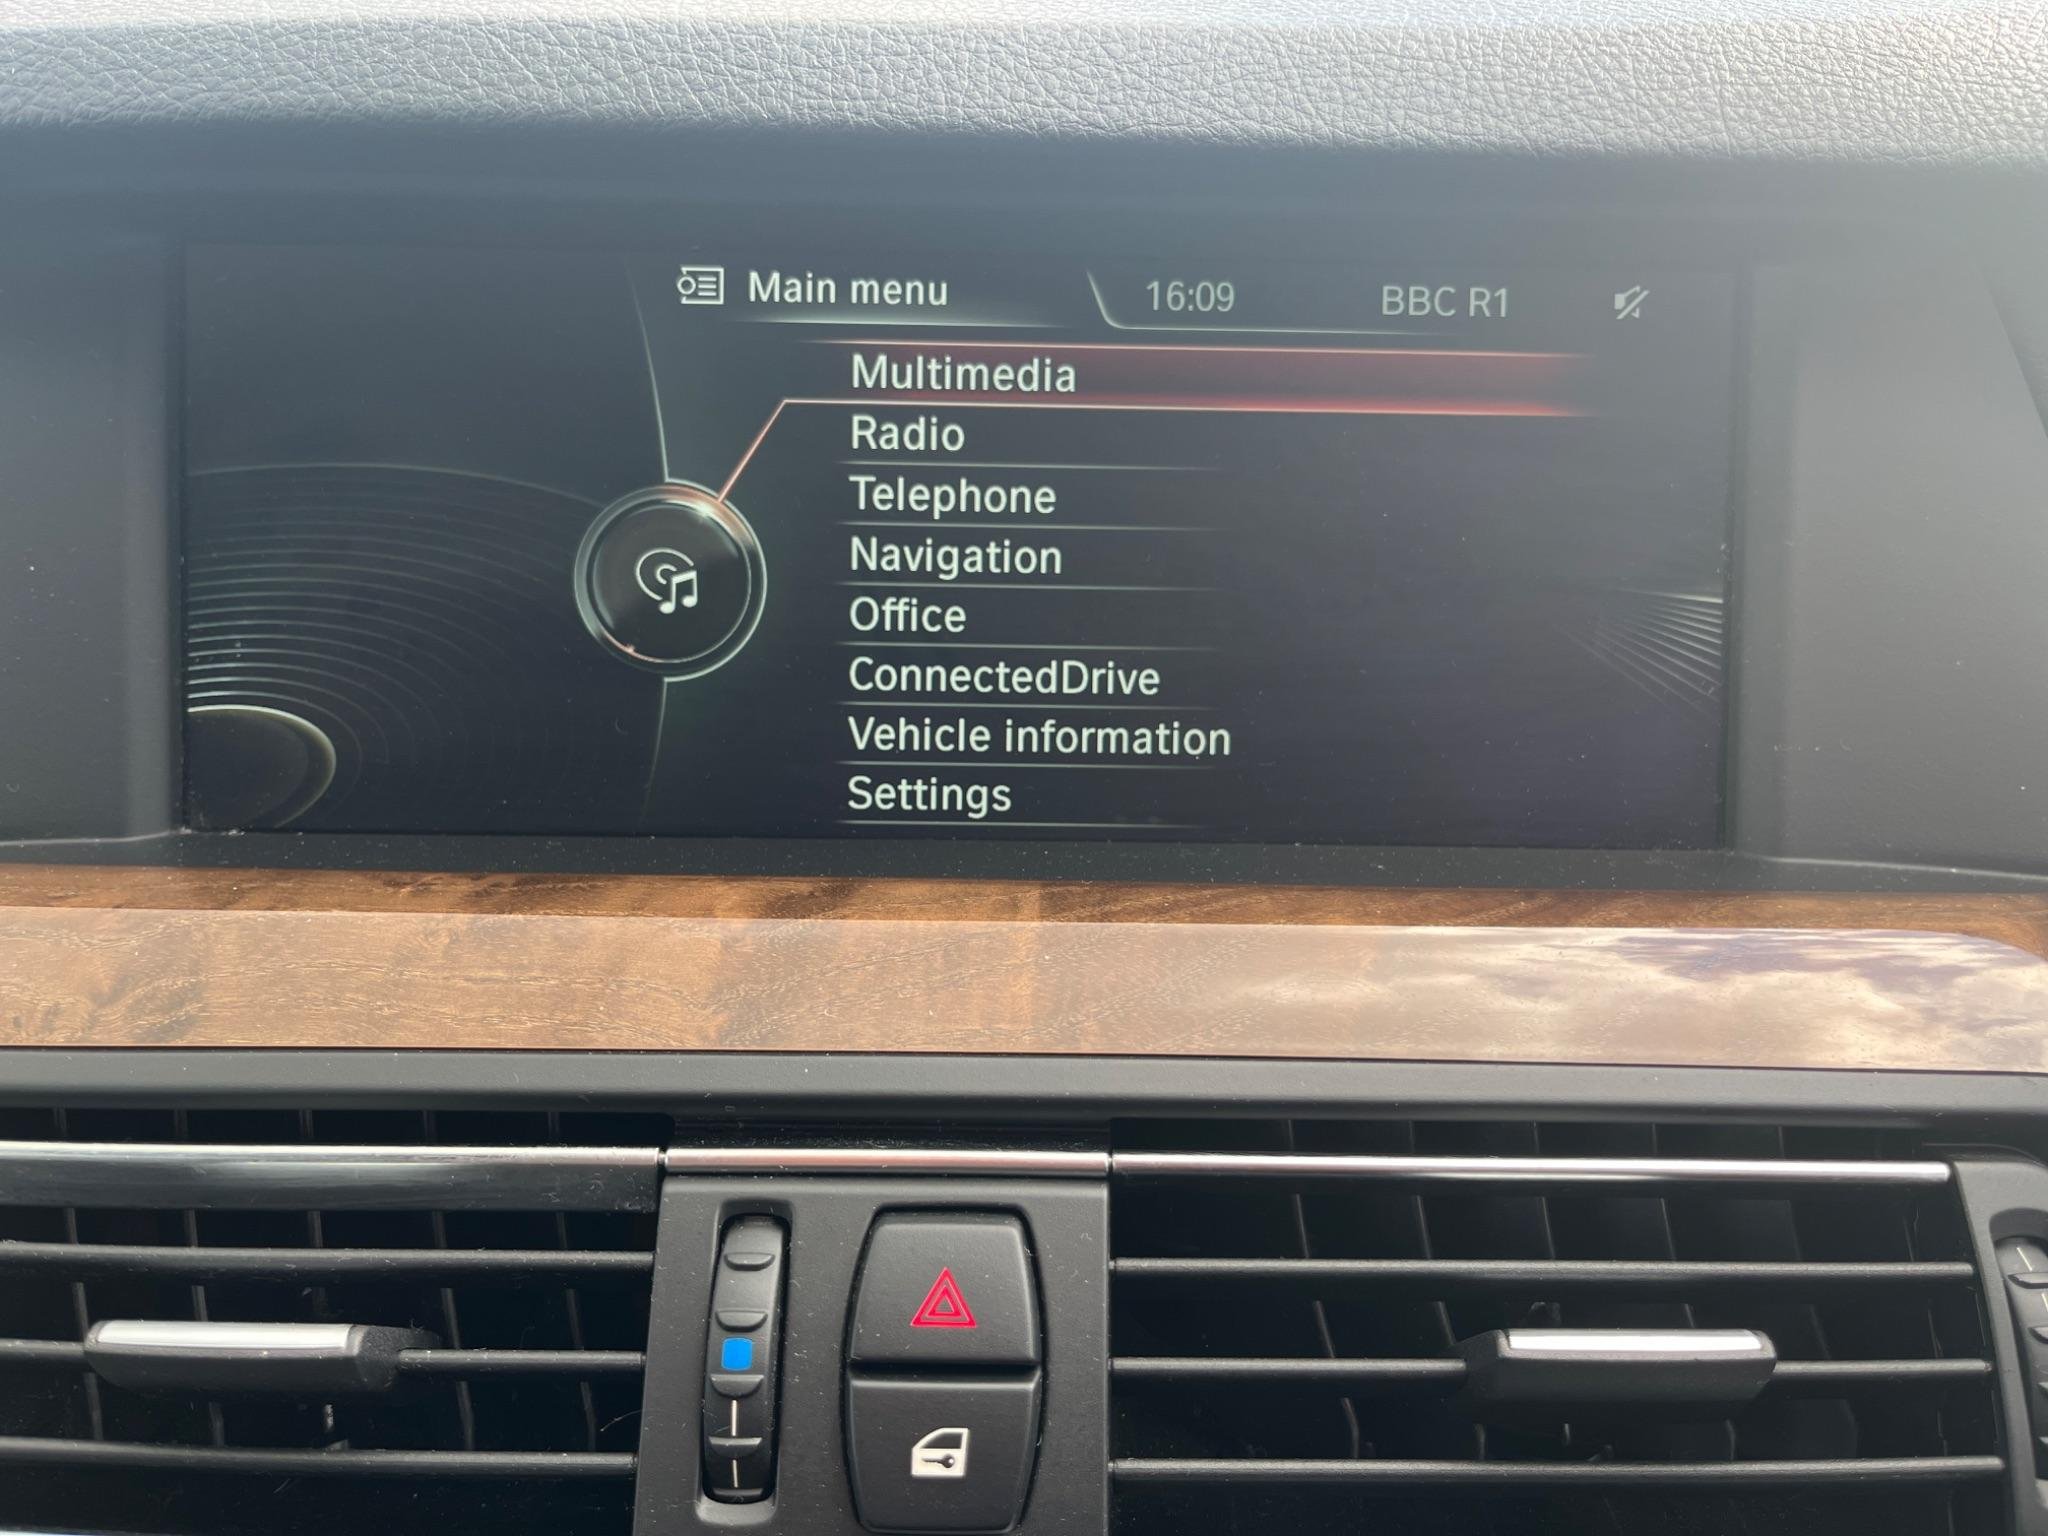 Main menu 16:09 BBC R1
Multimedia
Radio
Telephone
Navigation
Office
ConnectedDrive
Vehicle information
Settings